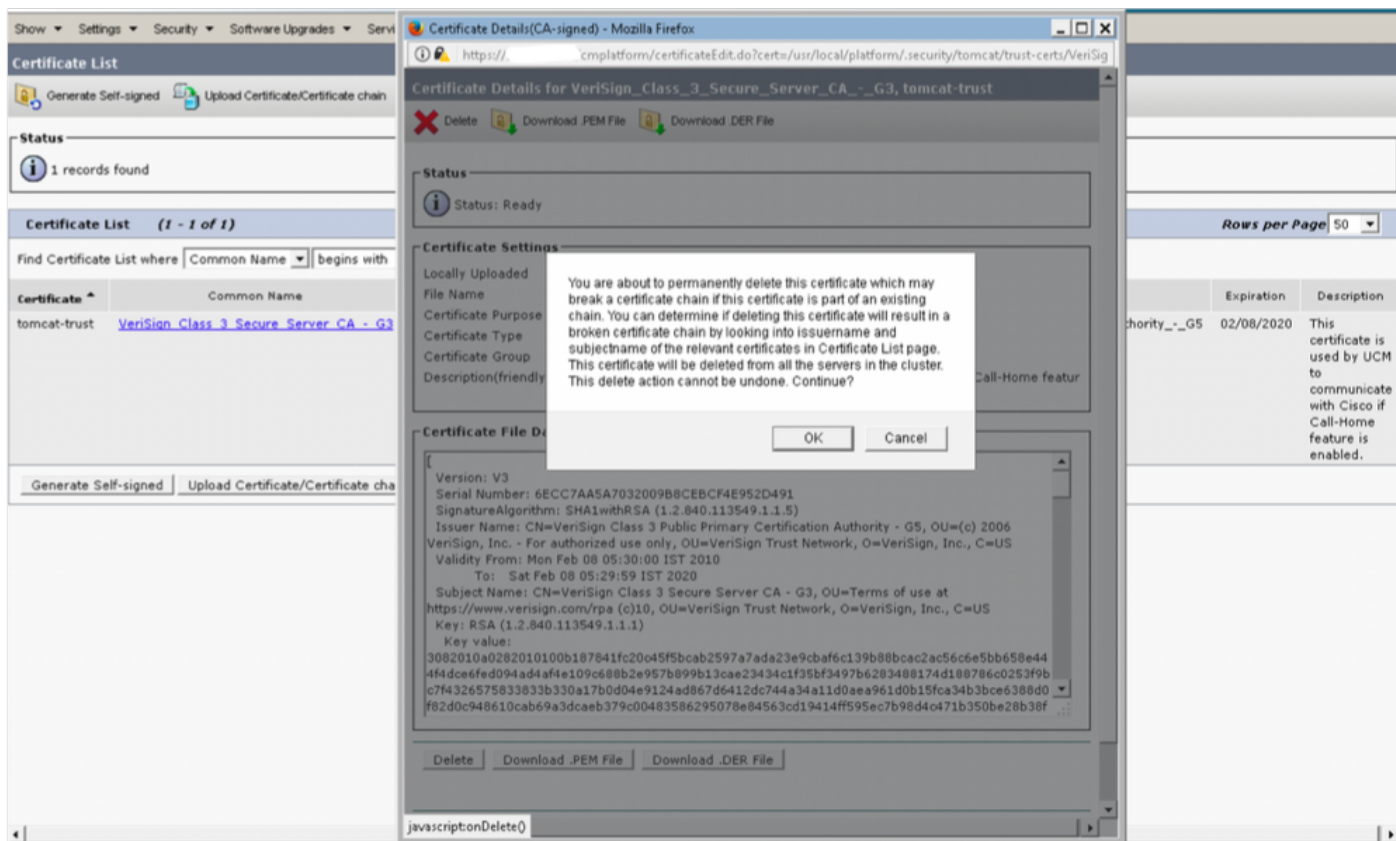 Show Settings Security Software Upgrades Servi
Certificate List
Generate Self-signed Upload Certificate/Certificate chain
Status
1 records found
Certificate List (1 - 1 of 1)
Rows per Page 50
Find Certificate List where Common Name begins with
Certificate Common Name
Expiration Description
tomcat-trust VeriSign Class 3 Secure Server CA - G3
thority_-_G5 02/08/2020 This
certificate is
used by UCM
to
communicate
with Cisco if
Call-Home
feature is
enabled.
Generate Self-signed Upload Certificate/Certificate cha
Certificate Details(CA-signed) - Mozilla Firefox
https://. cmplatform/certificateEdit.do?cert=/usr/local/platform/.security/tomcat/trust-certs/VeriSig
Certificate Details for VeriSign_Class_3_Secure_Server_CA_-_G3, tomcat-trust
Delete Download .PEM File Download .DER File
Status
Status: Ready
Certificate Settings
Locally Uploaded
File Name
Certificate Purpose
Certificate Type
Certificate Group
Description(friendly
Call-Home featur
You are about to permanently delete this certificate which may
break a certificate chain if this certificate is part of an existing
chain. You can determine if deleting this certificate will result in a
broken certificate chain by looking into issuername and
subjectname of the relevant certificates in Certificate List page.
This certificate will be deleted from all the servers in the cluster.
This delete action cannot be undone. Continue?
OK Cancel
Certificate File Da
[
Version: V3
Serial Number: 6ECC7AA5A7032009B8CEBCF4E952D491
SignatureAlgorithm: SHA1withRSA (1.2.840.113549.1.1.5)
Issuer Name: CN=VeriSign Class 3 Public Primary Certification Authority - G5, OU=(c) 2006
VeriSign, Inc. - For authorized use only, OU=VeriSign Trust Network, O=VeriSign, Inc., C=US
Validity From: Mon Feb 08 05:30:00 IST 2010
To: Sat Feb 08 05:29:59 IST 2020
Subject Name: CN=VeriSign Class 3 Secure Server CA - G3, OU=Terms of use at
https://www.verisign.com/rpa (c)10, OU=VeriSign Trust Network, O=VeriSign, Inc., C=US
Key: RSA (1.2.840.113549.1.1.1)
Key value:
3082010a0282010100b187841fc20c45f5bcab2597a7ada23e9cbaf6c139b88bcac2ac56c6e5bb658e44
4f4dce6fed094ad4af4e109c688b2e957b899b13cae23434c1f35bf3497b6283488174d188786c0253f9b
c7f4326575833833b330a17b0d04e9124ad867d6412dc744a34a11d0aea961d0b15fca34b3bce6388d0
f82d0c948610cab69a3dcaeb379c00483586295078e84563cd19414ff595ec7b98d4c471b350be28b38f
Delete Download .PEM File Download .DER File
javascript:onDelete()